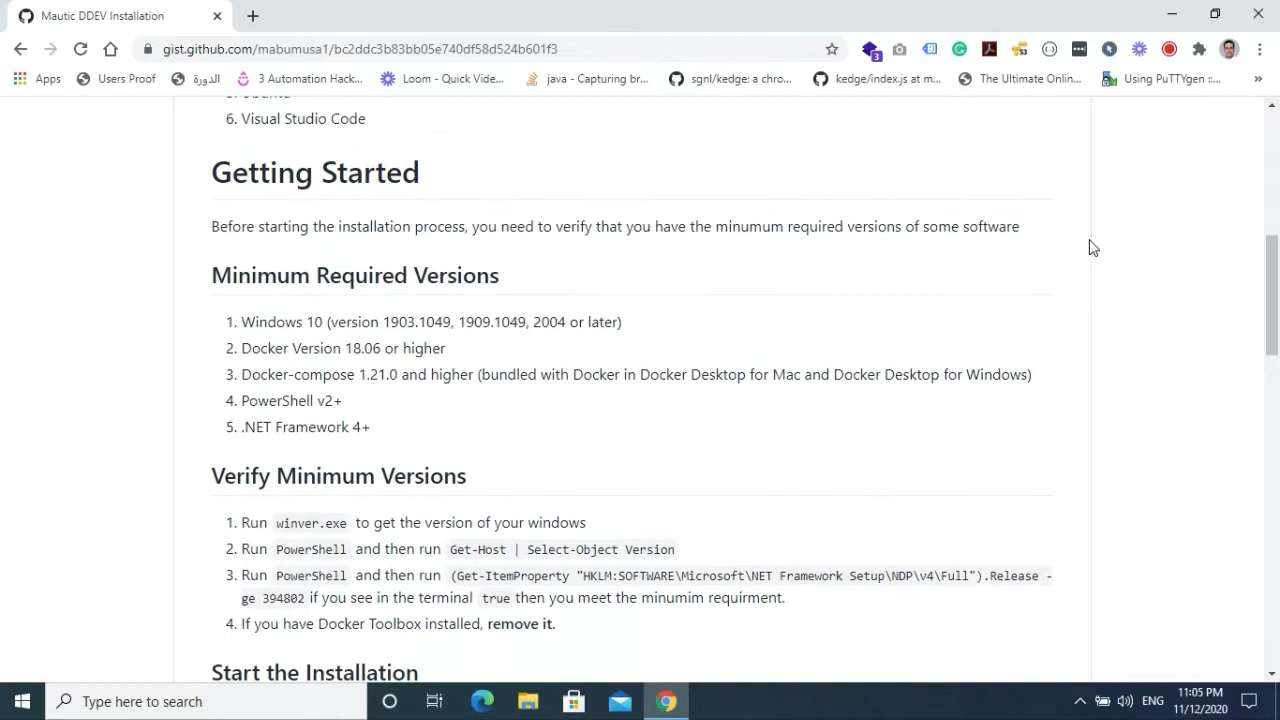 Mautic DDEV Installation
gist.github.com/mabumusa1/bc2ddc3b83bb05e740df58d524b601f3
3
Apps
Users Proof
الدورة
3 Automation Hack...
Loom - Quick Vide...
java - Capturing br...
sgnl/kedge: a chro...
kedge/index.js at m...
The Ultimate Onlin...
Using PuTTYgen ::...
»
5. Ubuntu
6. Visual Studio Code
Getting Started
Before starting the installation process, you need to verify that you have the minumum required versions of some software
Minimum Required Versions
1. Windows 10 (version 1903.1049, 1909.1049, 2004 or later)
2. Docker Version 18.06 or higher
3. Docker-compose 1.21.0 and higher (bundled with Docker in Docker Desktop for Mac and Docker Desktop for Windows)
4. PowerShell v2+
5. .NET Framework 4+
Verify Minimum Versions
1. Run winver.exe to get the version of your windows
2. Run PowerShell and then run Get-Host | Select-Object Version
3. Run PowerShell and then run (Get-ItemProperty "HKLM:SOFTWARE\Microsoft\NET Framework Setup\NDP\v4\Full").Release -
ge 394802 if you see in the terminal true then you meet the minumim requirment.
4. If you have Docker Toolbox installed, remove it.
Start the Installation
Type here to search
ENG
11:05 PM
11/12/2020